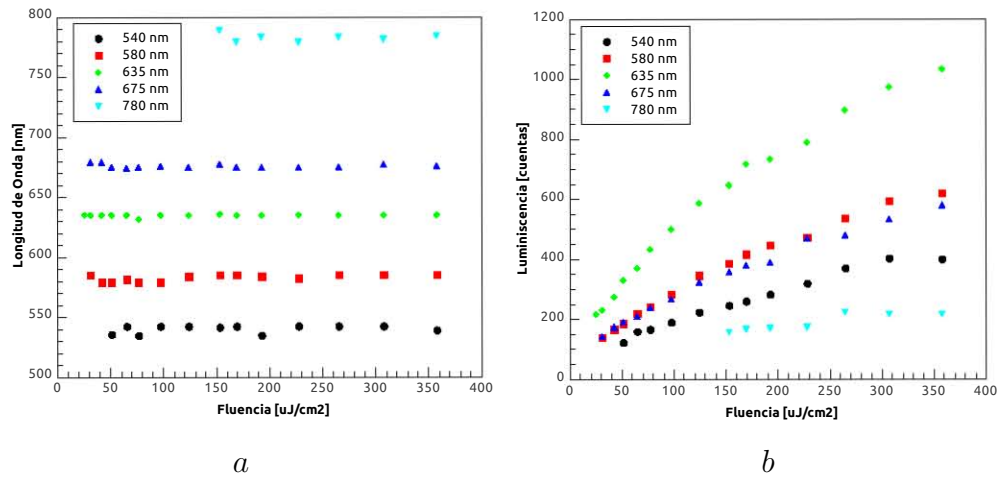 800
750
700
650
600
550
500
0 50 100 150 200 250 300 350 400
Longitud de Onda [nm]
Fluencia [uJ/cm2]
540 nm
580 nm
635 nm
675 nm
780 nm
a
1200
1000
800
600
400
200
0
0 50 100 150 200 250 300 350 400
Luminiscencia [cuentas]
Fluencia [uJ/cm2]
540 nm
580 nm
635 nm
675 nm
780 nm
b